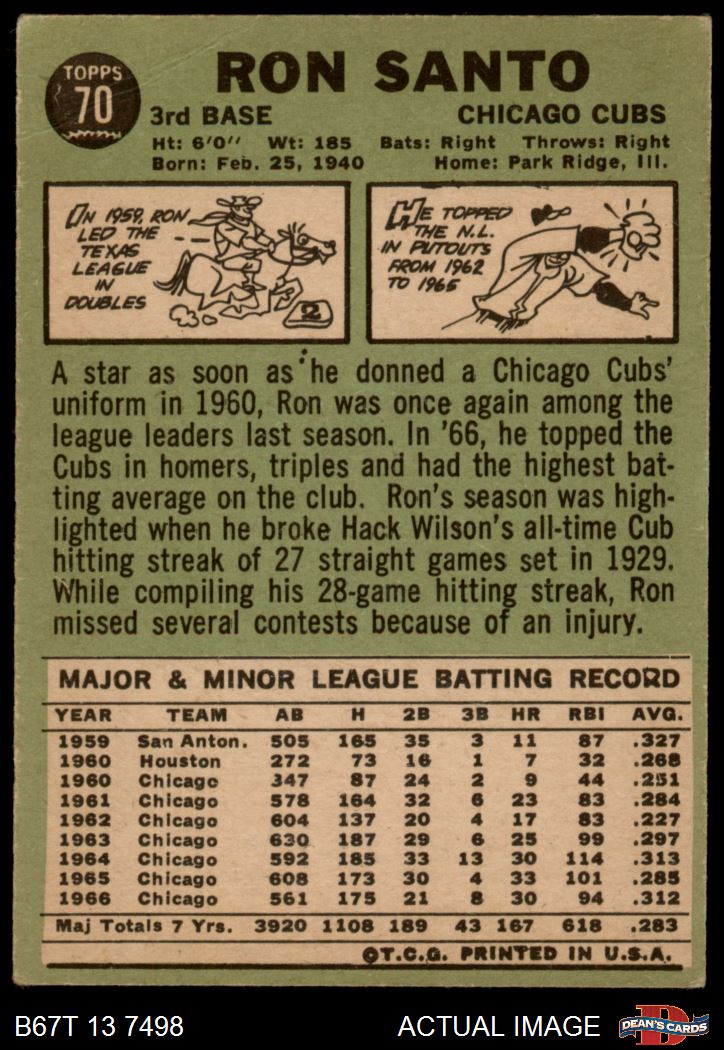 TOPPS
70
RON SANTO
3rd BASE CHICAGO CUBS
Ht: 6'0" Wt: 185 Bats: Right Throws: Right
Born: Feb. 25, 1940 Home: Park Ridge, Ill.
IN 1959, RON
LED THE
TEXAS
LEAGUE
IN
DOUBLES
2
HE TOPPED
THE N.L.
IN PUTOUTS
FROM 1962
TO 1965
A star as soon as he donned a Chicago Cubs'
uniform in 1960, Ron was once again among the
league leaders last season. In '66, he topped the
Cubs in homers, triples and had the highest bat-
ting average on the club. Ron's season was high-
lighted when he broke Hack Wilson's all-time Cub
hitting streak of 27 straight games set in 1929.
While compiling his 28-game hitting streak, Ron
missed several contests because of an injury.
MAJOR & MINOR LEAGUE BATTING RECORD
YEAR TEAM AB H 2B 3B HR RBI AVG.
1959 San Anton. 505 165 35 3 11 87 .327
1960 Houston 272 73 16 1 7 32 .268
1960 Chicago 347 87 24 2 9 44 .251
1961 Chicago 578 164 32 6 23 83 .284
1962 Chicago 604 137 20 4 17 83 .227
1963 Chicago 630 187 29 6 25 99 .297
1964 Chicago 592 185 33 13 30 114 .313
1965 Chicago 608 173 30 4 33 101 .285
1966 Chicago 561 175 21 8 30 94 .312
Maj Totals 7 Yrs. 3920 1108 189 43 167 618 .283
©T.C.G. PRINTED IN U.S.A.
B67T 13 7498 ACTUAL IMAGE
D
DEAN'S CARDS